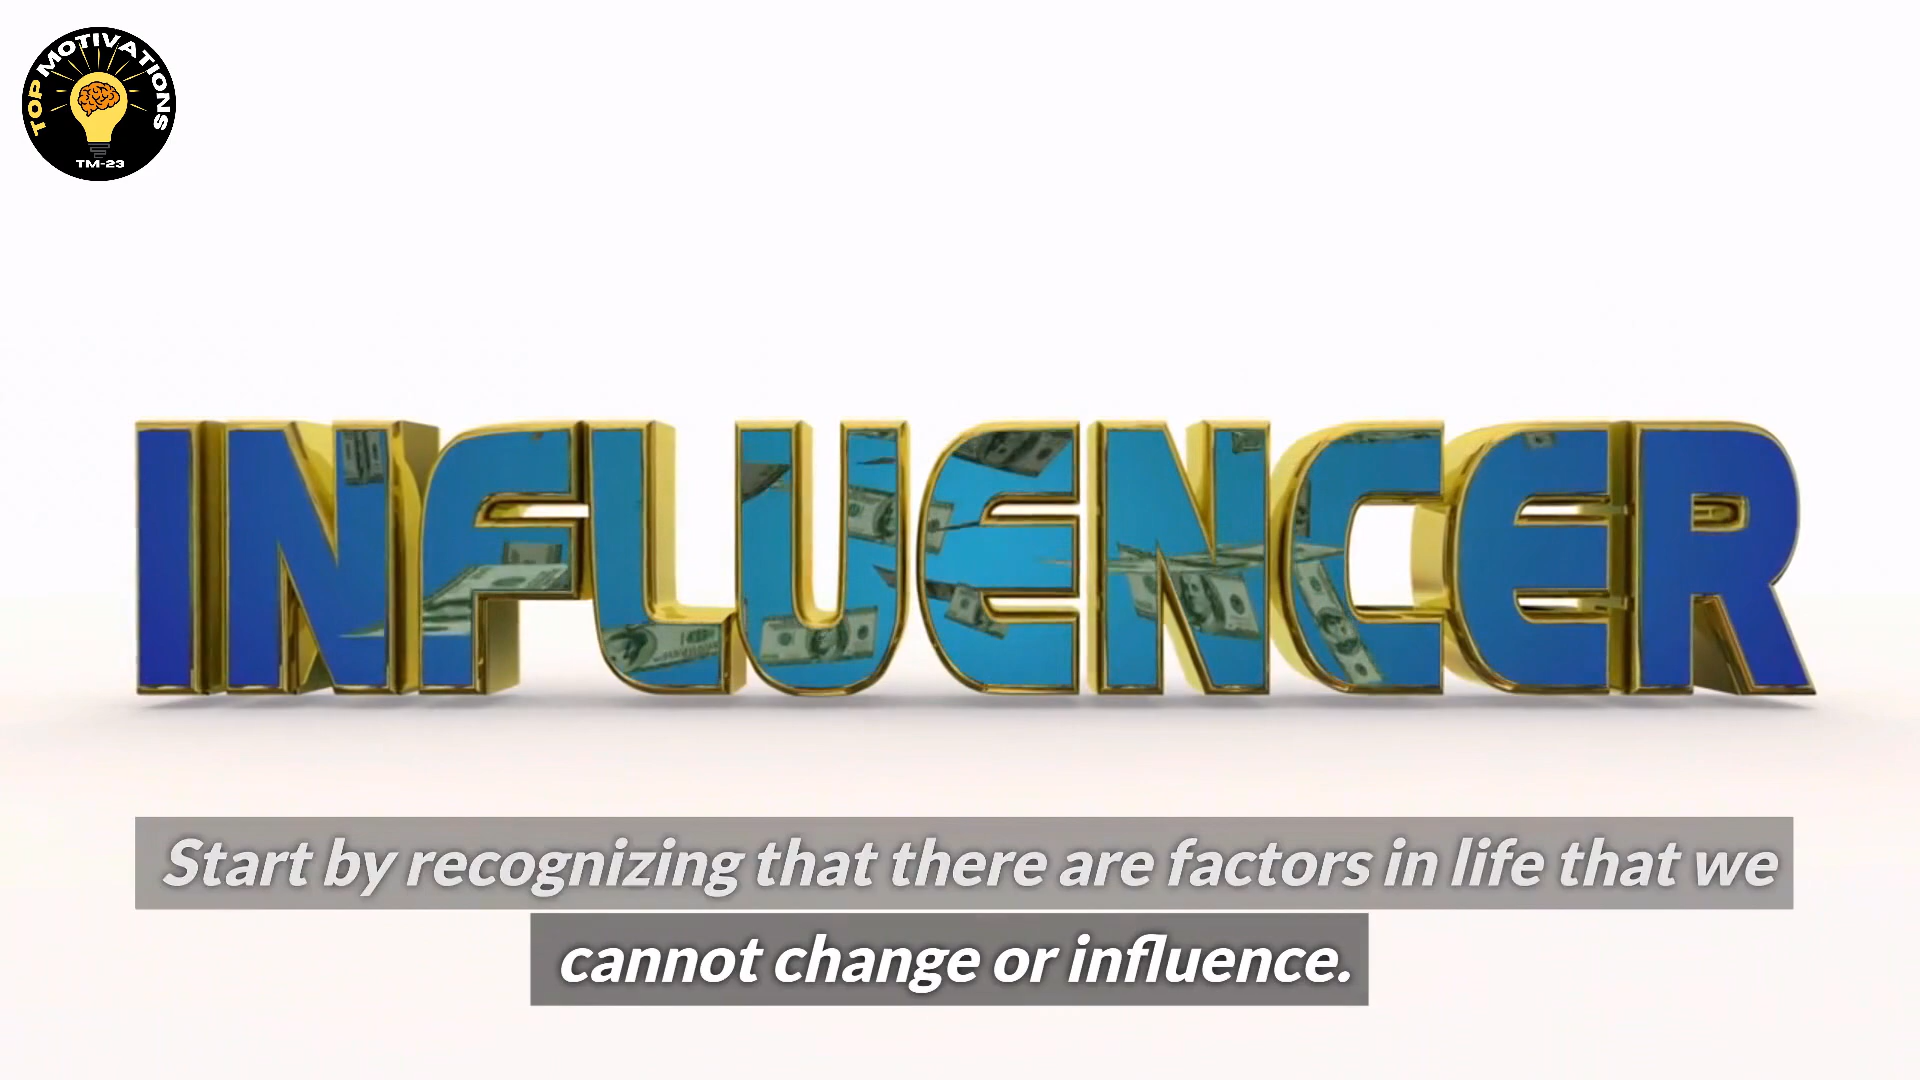 TOP MOTIVATIONS
TM-23
INFLUENCER
Start by recognizing that there are factors in life that we
cannot change or influence.